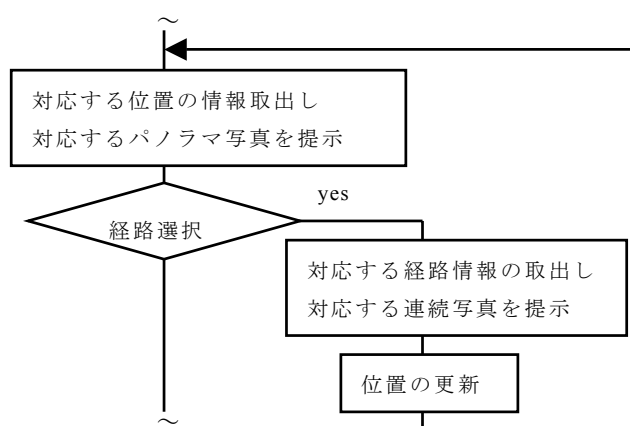 ～
対応する位置の情報取出し
対応するパノラマ写真を提示
yes
経路選択
対応する経路情報の取出し
対応する連続写真を提示
位置の更新
～